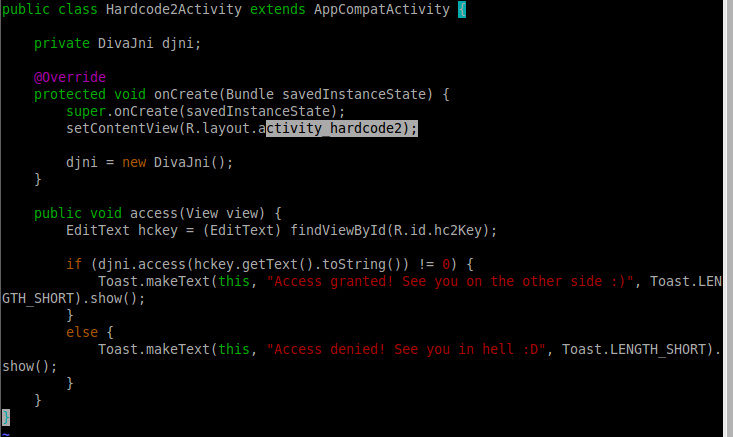 public class Hardcode2Activity extends AppCompatActivity {
    private DivaJni djni;
    @Override
    protected void onCreate(Bundle savedInstanceState) {
        super.onCreate(savedInstanceState);
        setContentView(R.layout.activity_hardcode2);
        djni = new DivaJni();
    }
    public void access(View view) {
        EditText hckey = (EditText) findViewById(R.id.hc2Key);
        if (djni.access(hckey.getText().toString()) != 0) {
            Toast.makeText(this, "Access granted! See you on the other side :)", Toast.LEN
GTH_SHORT).show();
        }
        else {
            Toast.makeText(this, "Access denied! See you in hell :D", Toast.LENGTH_SHORT).
show();
        }
    }
}
~